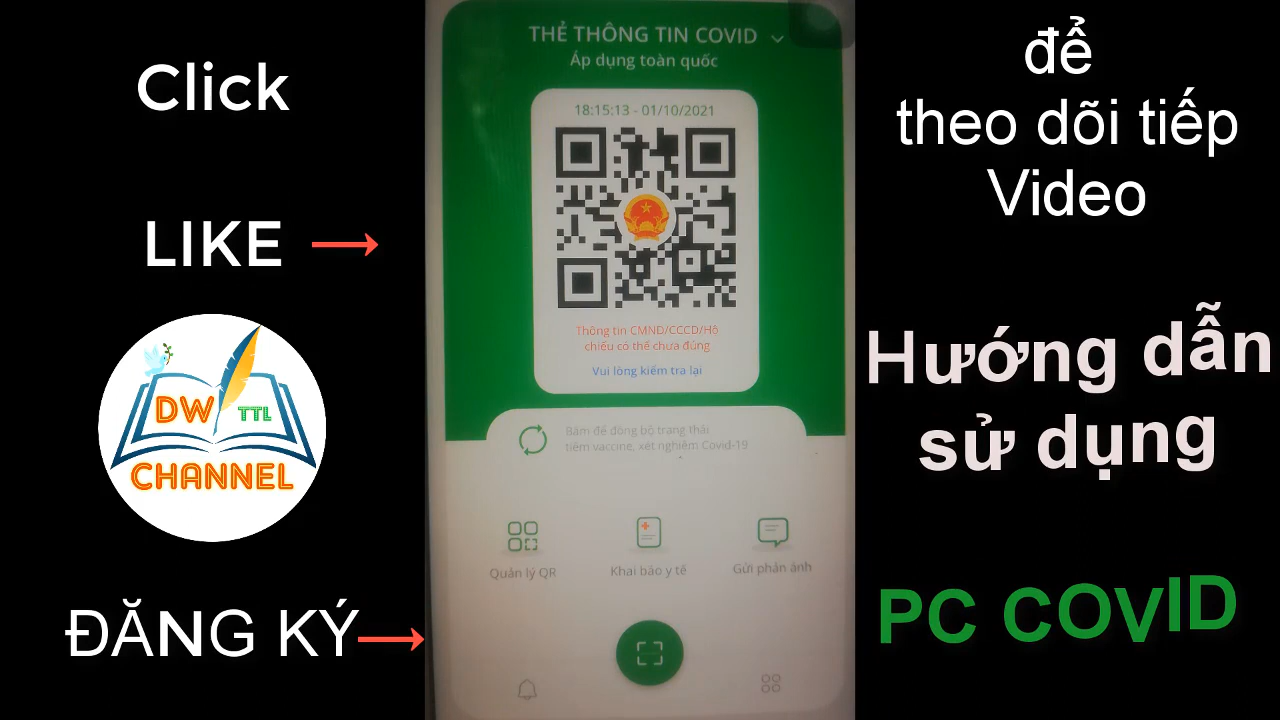 Click
LIKE
DW TTL
CHANNEL
ĐĂNG KÝ
THẺ THÔNG TIN COVID
Áp dụng toàn quốc
18:15:13 - 01/10/2021
Thông tin CMND/CCCD/Hộ
chiếu có thể chưa đúng
Vui lòng kiểm tra lại
Bấm để đồng bộ trạng thái
tiêm vaccine, xét nghiệm Covid-19
Quản lý QR
Khai báo y tế
Gửi phản ánh
để
theo dõi tiếp
Video
Hướng dẫn
sử dụng
PC COVID